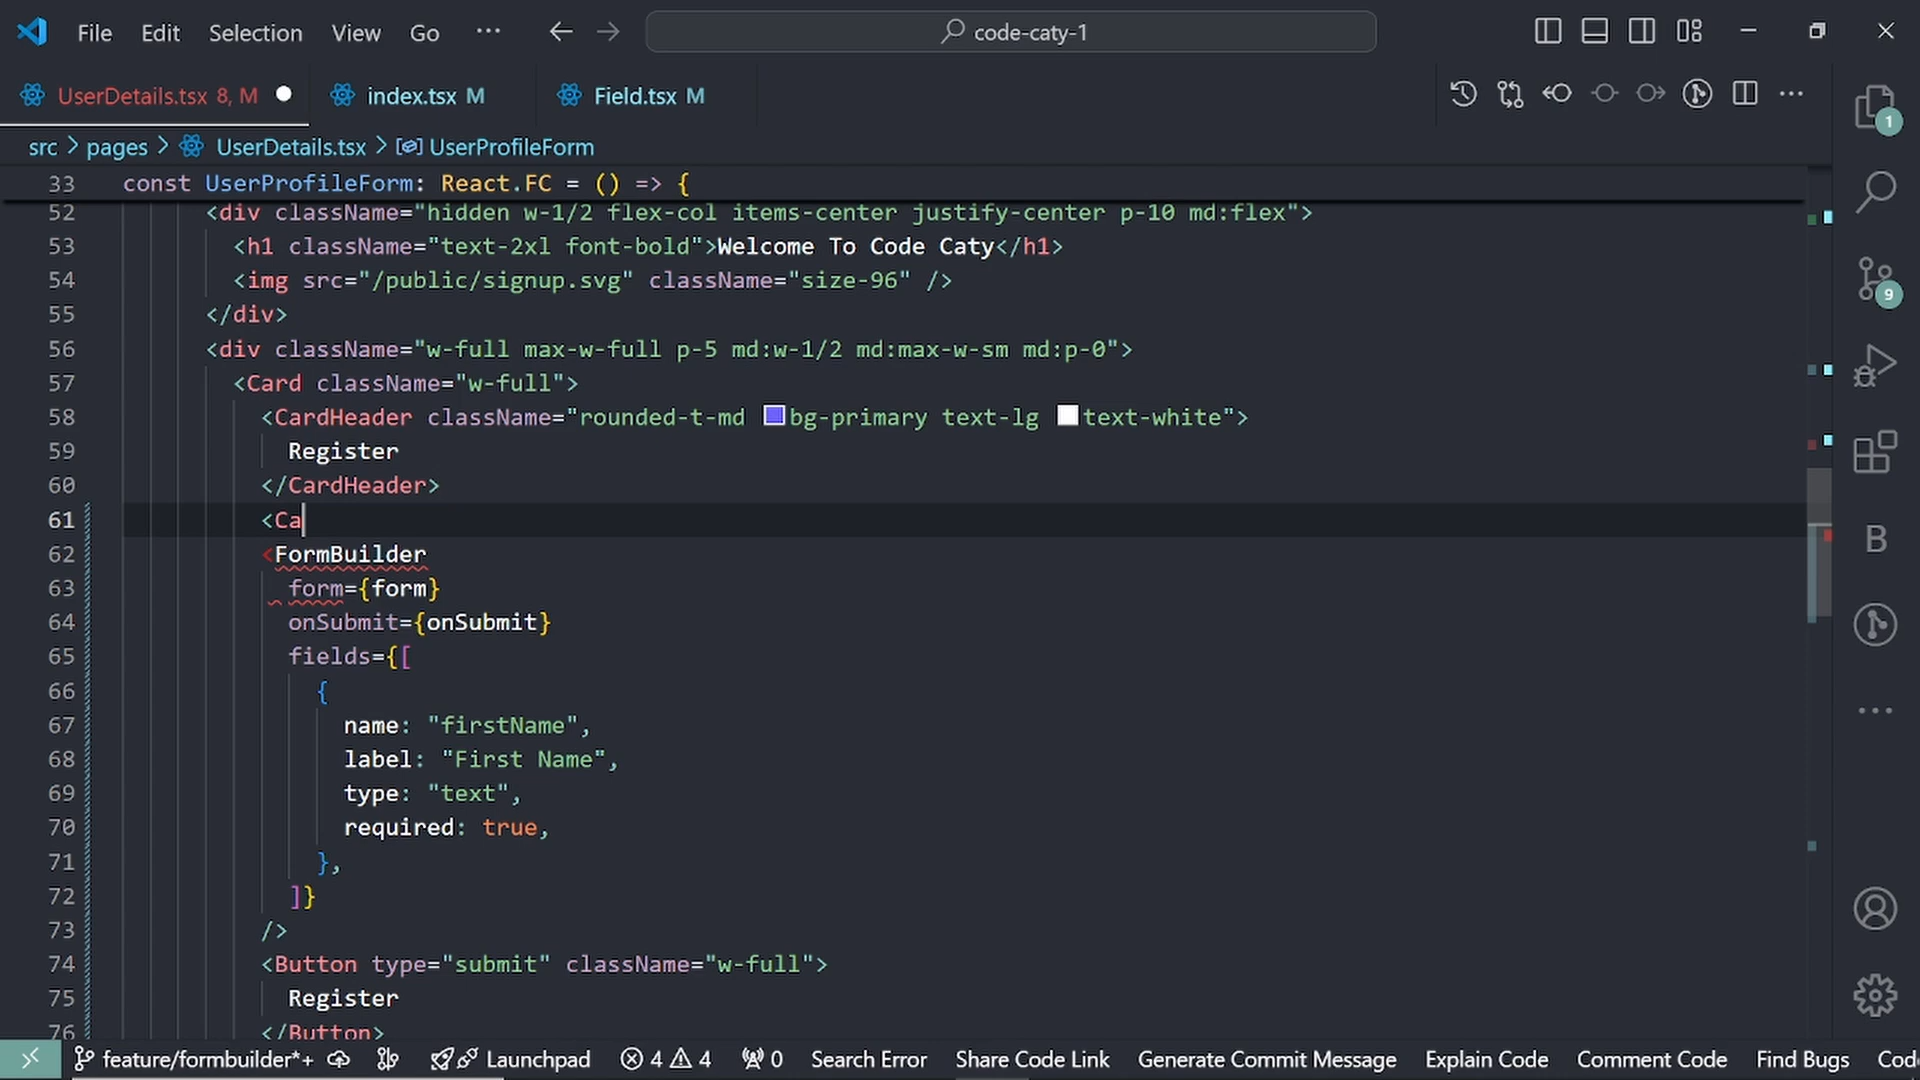 File Edit Selection View Go ··· code-caty-1
UserDetails.tsx 8, M index.tsx M Field.tsx M
src > pages > UserDetails.tsx > UserProfileForm
33 const UserProfileForm: React.FC = () => {
52 <div className="hidden w-1/2 flex-col items-center justify-center p-10 md:flex">
53 <h1 className="text-2xl font-bold">Welcome To Code Caty</h1>
54 <img src="/public/signup.svg" className="size-96" />
55 </div>
56 <div className="w-full max-w-full p-5 md:w-1/2 md:max-w-sm md:p-0">
57 <Card className="w-full">
58 <CardHeader className="rounded-t-md bg-primary text-lg text-white">
59 Register
60 </CardHeader>
61 <Ca
62 <FormBuilder
63 form={form}
64 onSubmit={onSubmit}
65 fields={[
66 {
67 name: "firstName",
68 label: "First Name",
69 type: "text",
70 required: true,
71 },
72 ]}
73 />
74 <Button type="submit" className="w-full">
75 Register
76 </Button>
1
9
B
feature/formbuilder*+ Launchpad 4 4 0 Search Error Share Code Link Generate Commit Message Explain Code Comment Code Find Bugs Cod